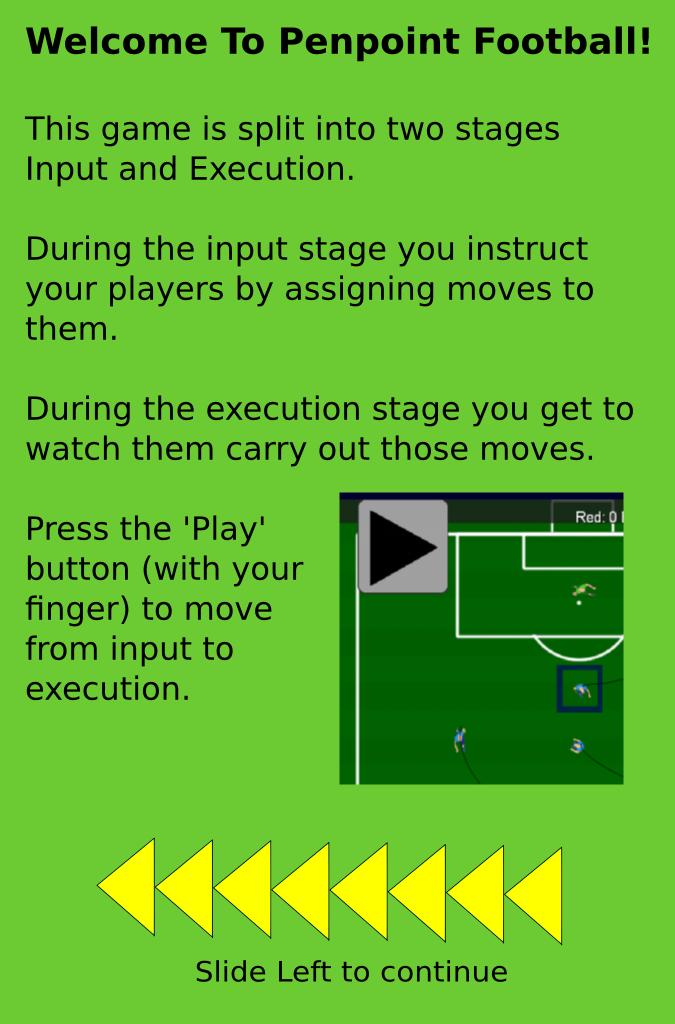 Welcome To Penpoint Football!
This game is split into two stages
Input and Execution.
During the input stage you instruct
your players by assigning moves to
them.
During the execution stage you get to
watch them carry out those moves.
Press the 'Play'
button (with your
finger) to move
from input to
execution.
Red: 0
Slide Left to continue